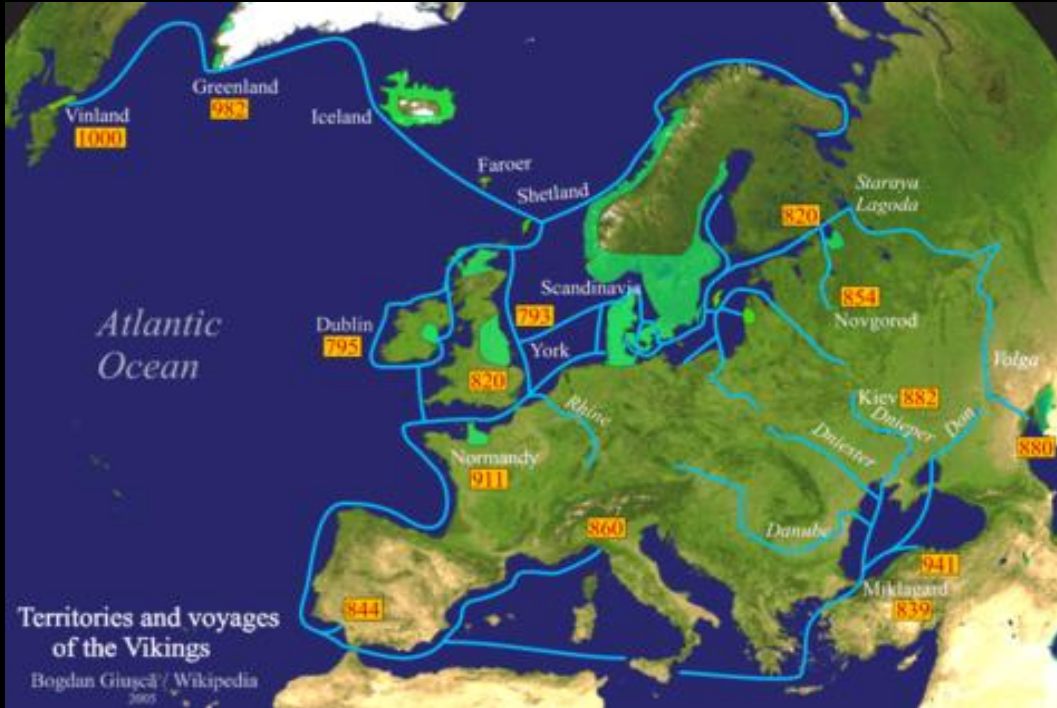 Greenland
982
Vinland
1000
Iceland
Faroer
Shetland
Staraya
Lagoda
820
Scandinavia
854
Novgorod
Atlantic
Ocean
Dublin
795
793
York
820
Volga
Kiev 882
Rhine
Dnieper
Don
Dniester
Normandy
911
880
860
Danube
941
Miklagard
839
844
Territories and voyages
of the Vikings
Bogdan Giuşcă / Wikipedia
2005